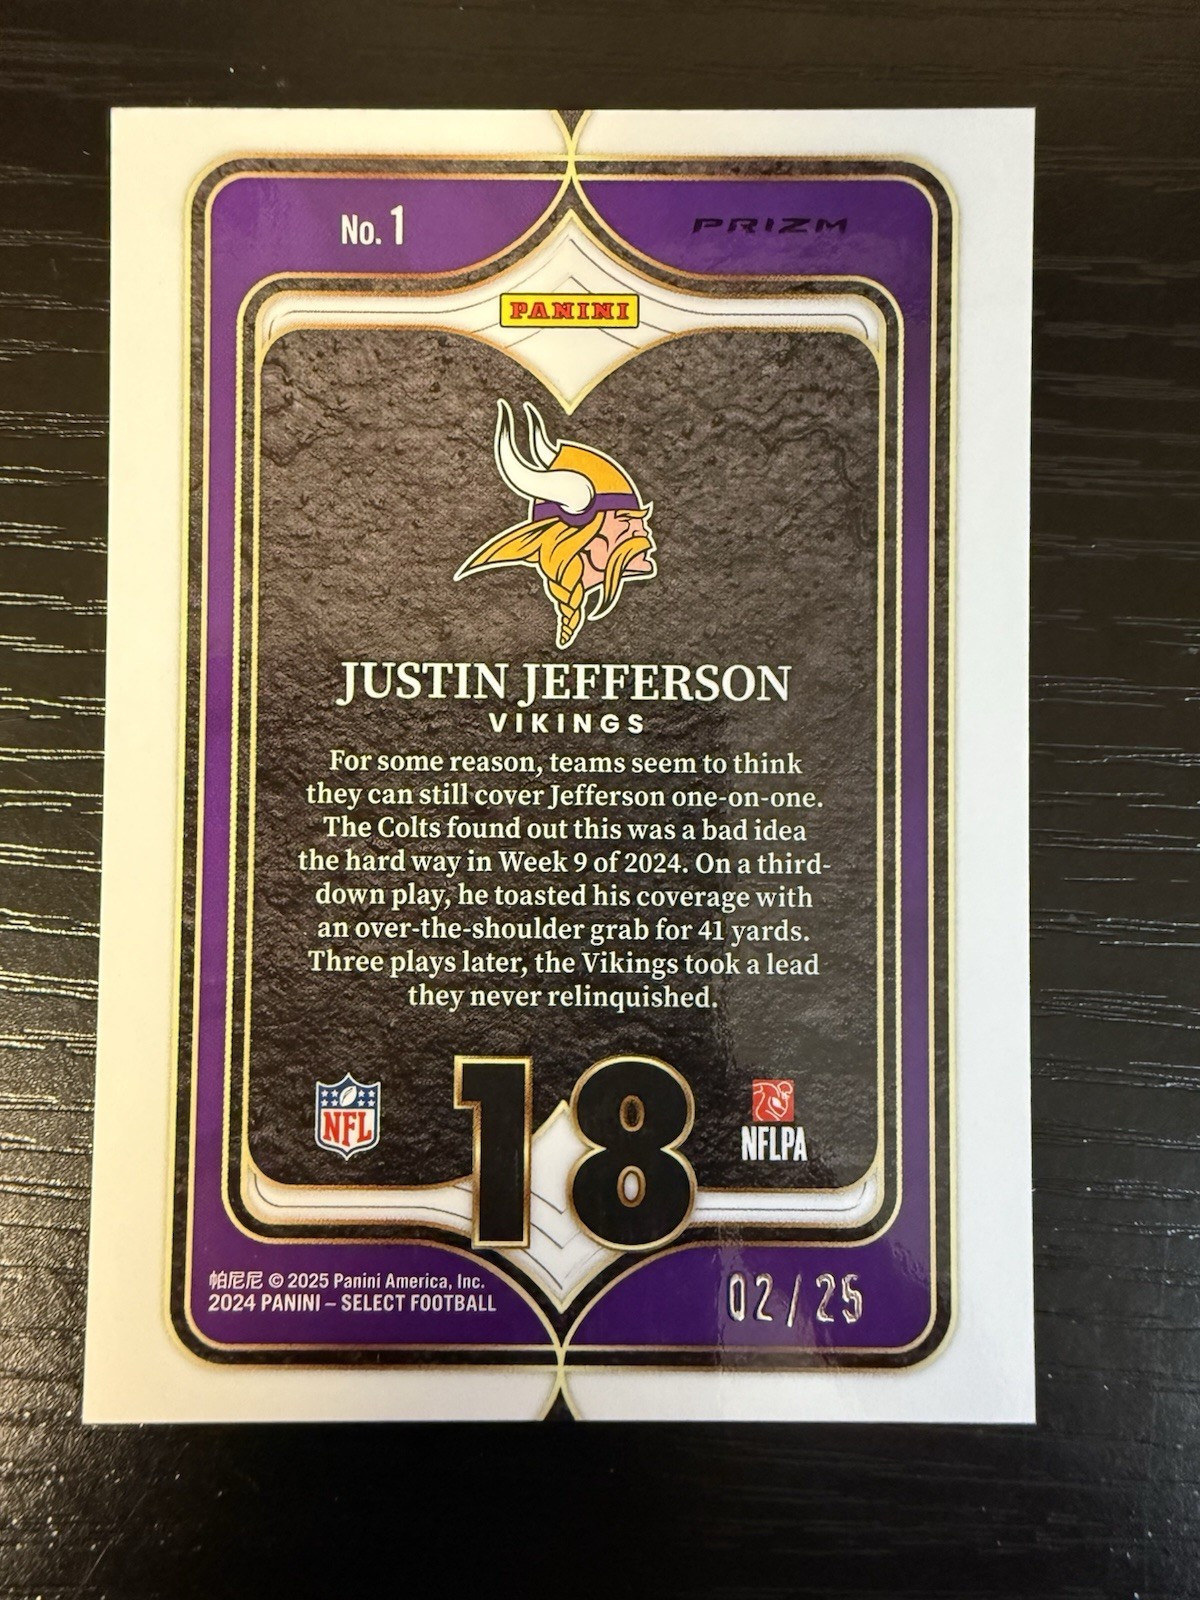 No. 1
PRIZM
PANINI
JUSTIN JEFFERSON
VIKINGS
For some reason, teams seem to think
they can still cover Jefferson one-on-one.
The Colts found out this was a bad idea
the hard way in Week 9 of 2024. On a third-
down play, he toasted his coverage with
an over-the-shoulder grab for 41 yards.
Three plays later, the Vikings took a lead
they never relinquished.
18
NFL
NFLPA
帕尼尼 © 2025 Panini America, Inc.
2024 PANINI – SELECT FOOTBALL
02/25